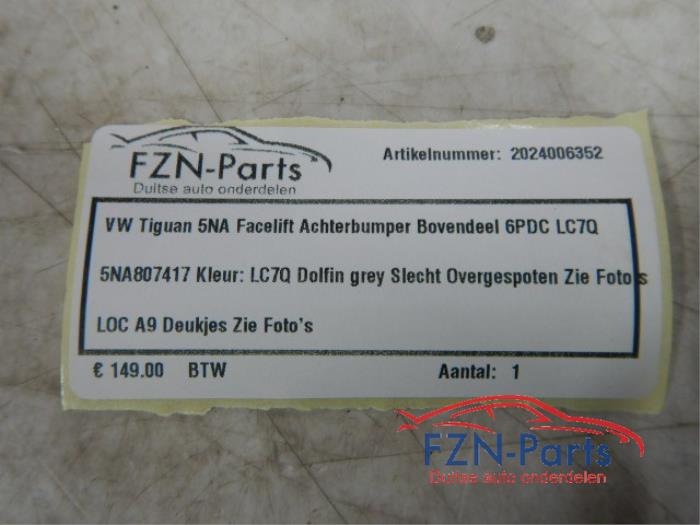 FZN-Parts
Duitse auto onderdelen
Artikelnummer: 2024006352
VW Tiguan 5NA Facelift Achterbumper Bovendeel 6PDC LC7Q
5NA807417 Kleur: LC7Q Dolfin grey Slecht Overgespoten Zie Foto's
LOC A9 Deukjes Zie Foto's
€ 149.00 BTW
Aantal: 1
FZN-Parts
Duitse auto onderdelen